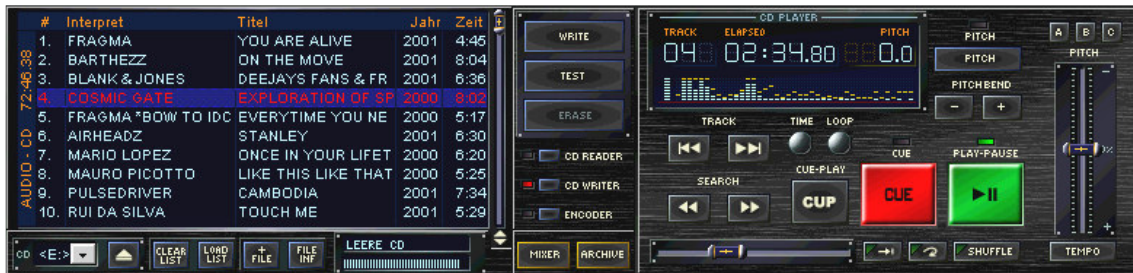 # Interpret Titel Jahr Zeit
1. FRAGMA YOU ARE ALIVE 2001 4:45
2. BARTHEZZ ON THE MOVE 2001 8:04
3. BLANK & JONES DEEJAYS FANS & FR 2001 6:36
4. COSMIC GATE EXPLORATION OF SP 2000 8:02
5. FRAGMA *BOW TO IDC EVERYTIME YOU NE 2000 5:17
6. AIRHEADZ STANLEY 2001 6:30
7. MARIO LOPEZ ONCE IN YOUR LIFET 2000 6:20
8. MAURO PICOTTO LIKE THIS LIKE THAT 2000 5:25
9. PULSEDRIVER CAMBODIA 2001 7:34
10. RUI DA SILVA TOUCH ME 2001 5:29
AUDIO - CD 72:46.38
CD <E:>
CLEAR LIST
LOAD LIST
+ FILE
FILE INF
LEERE CD
WRITE
TEST
ERASE
CD READER
CD WRITER
ENCODER
MIXER ARCHIVE
CD PLAYER
TRACK ELAPSED PITCH
04 02:34.80 0.0
TRACK
TIME LOOP
SEARCH
CUE-PLAY
CUP
CUE
CUE
PLAY-PAUSE
PITCH
PITCH
PITCH BEND
- +
A B C
PITCH
-
%
+
SHUFFLE
TEMPO